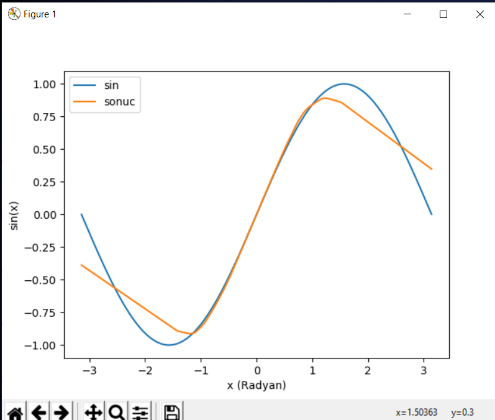 Figure 1
sin
sonuc
1.00
0.75
0.50
0.25
0.00
−0.25
−0.50
−0.75
−1.00
sin(x)
−3 −2 −1 0 1 2 3
x (Radyan)
x=1.50363 y=0.3